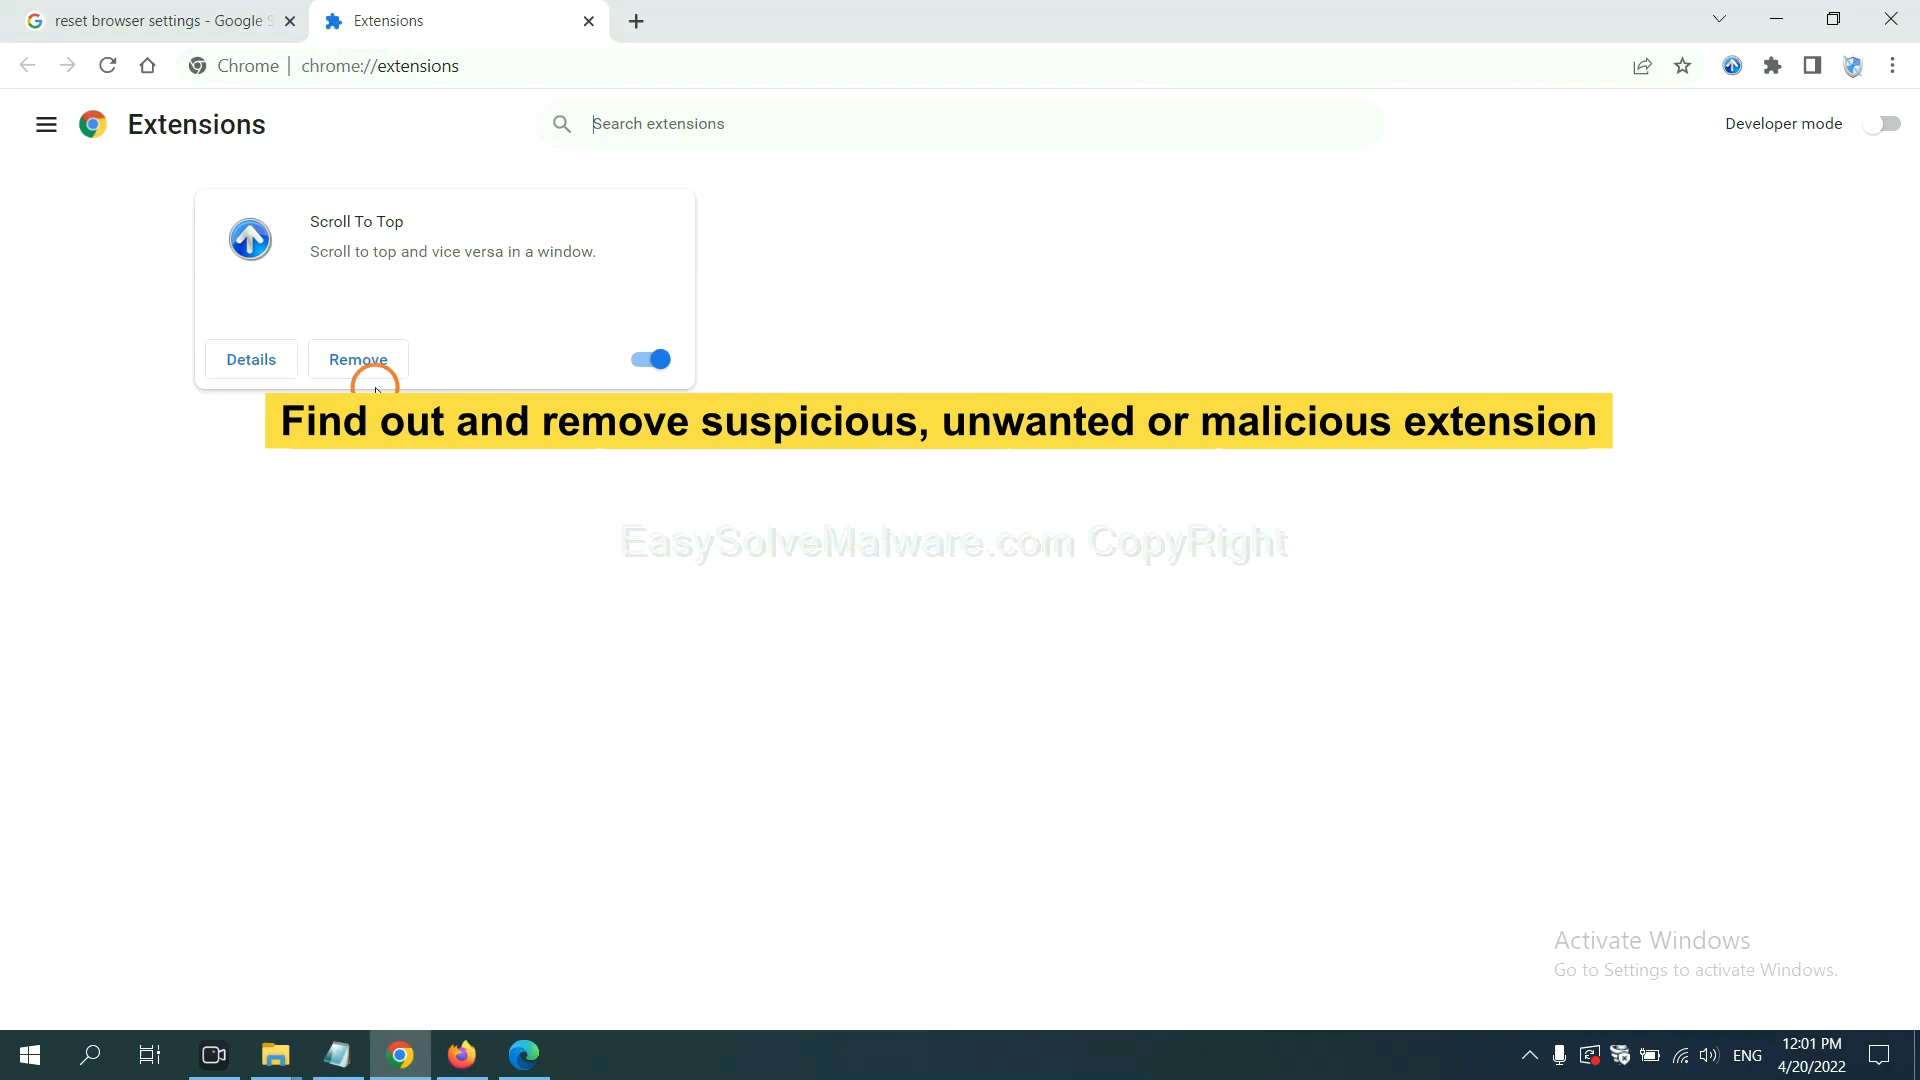 reset browser settings - Google
Extensions
Chrome
chrome://extensions
Extensions
Search extensions
Developer mode
Scroll To Top
Scroll to top and vice versa in a window.
Details
Remove
Find out and remove suspicious, unwanted or malicious extension
EasySolveMalware.com CopyRight
Activate Windows
Go to Settings to activate Windows.
ENG
12:01 PM
4/20/2022